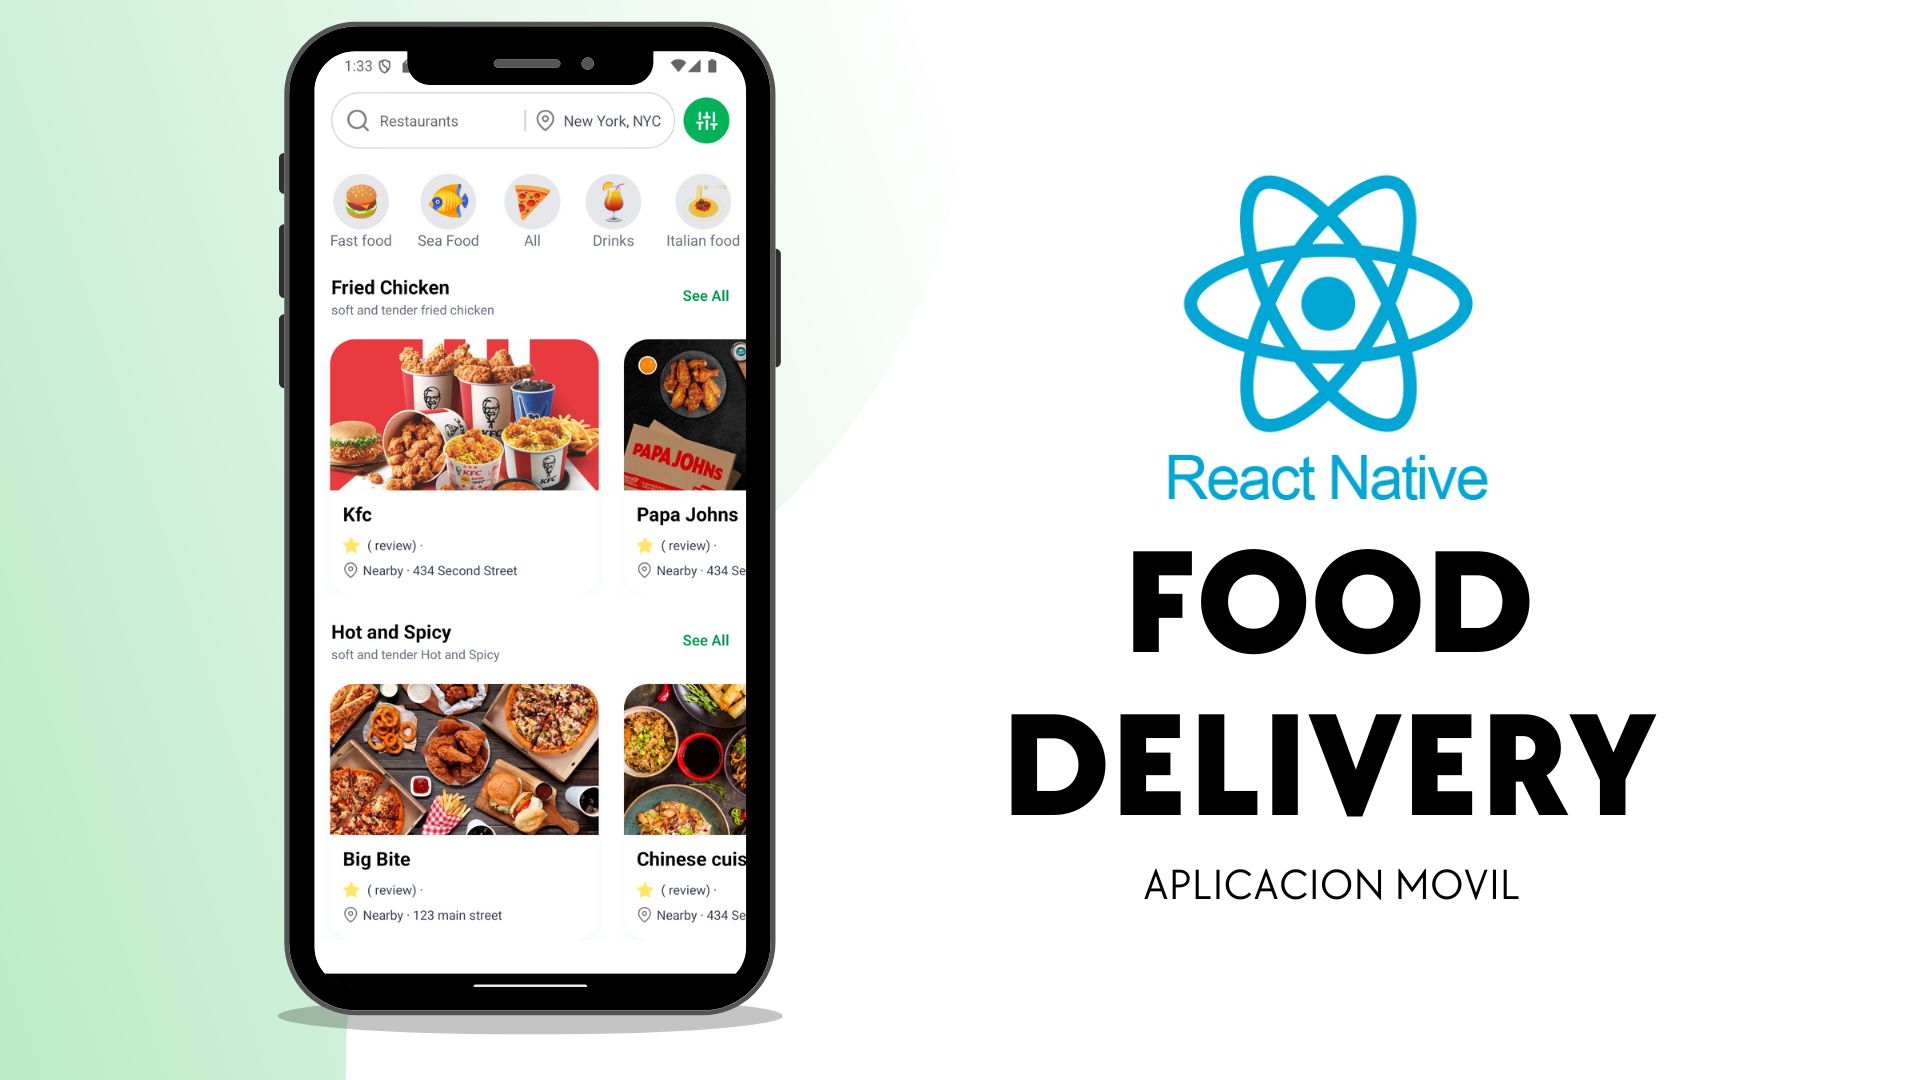 1:33
Restaurants
New York, NYC
Fast food
Sea Food
All
Drinks
Italian food
Fried Chicken
See All
soft and tender fried chicken
KFC
KFC
PAPA JOHNS
Kfc
( review) ·
Nearby · 434 Second Street
Papa Johns
( review) ·
Nearby · 434 Se
Hot and Spicy
See All
soft and tender Hot and Spicy
Big Bite
( review) ·
Nearby · 123 main street
Chinese cuis
( review) ·
Nearby · 434 Se
React Native
FOOD
DELIVERY
APLICACION MOVIL